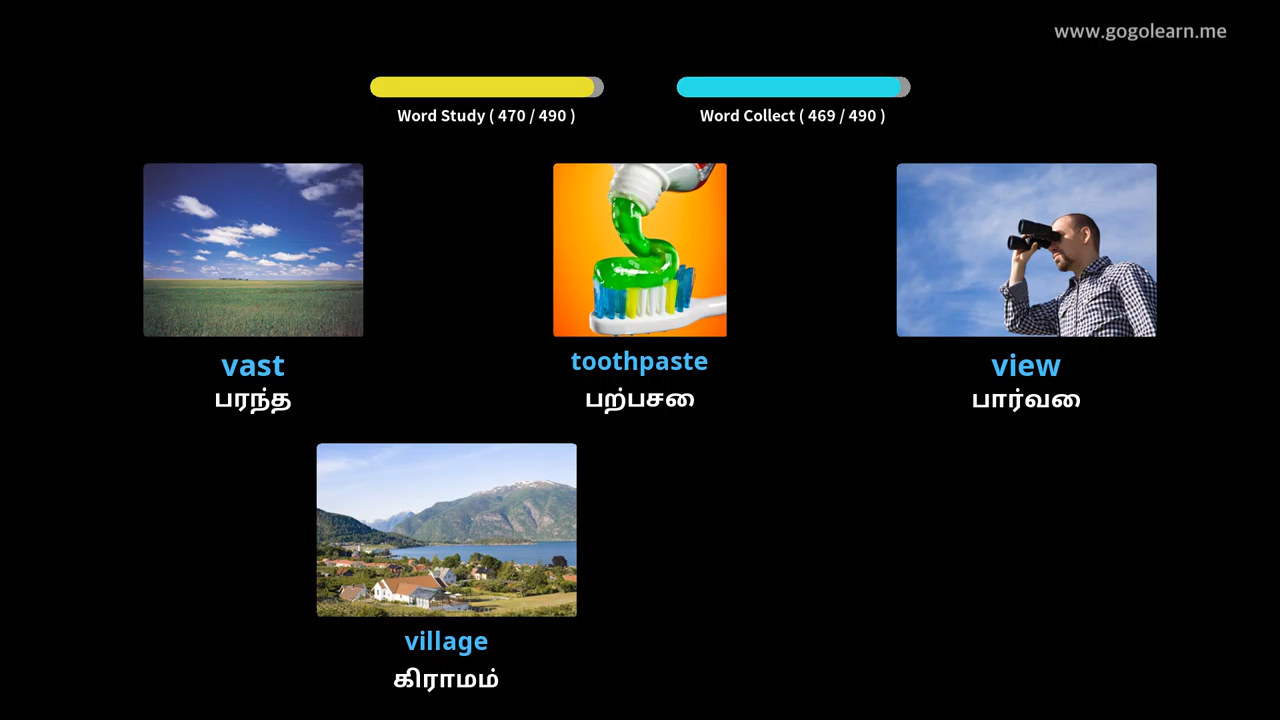 www.gogolearn.me
Word Study ( 470 / 490 )
Word Collect ( 469 / 490 )
vast
பரந்த
toothpaste
பற்பசை
view
பார்வை
village
கிராமம்